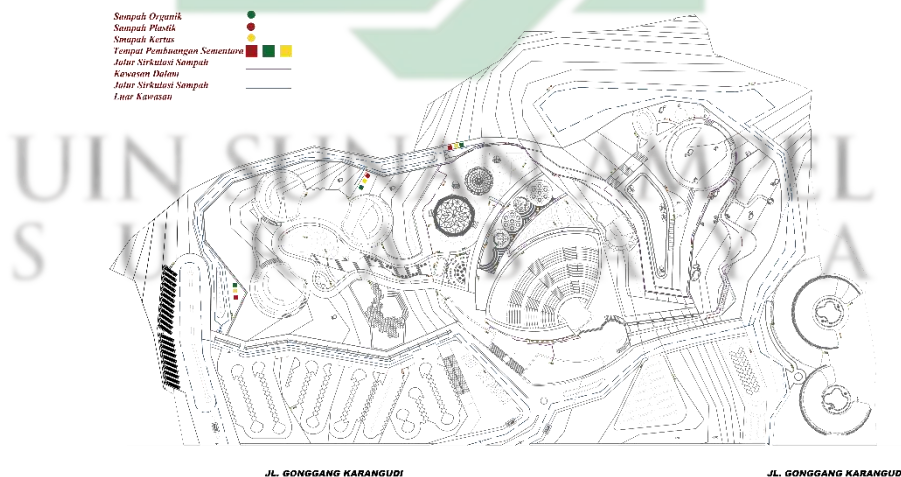 Sampah Organik
Sampah Plastik
Smapah Kertas
Tempat Pembuangan Sementara
Jalur Sirkulasi Sampah
Kawasan Dalam
Jalur Sirkulasi Sampah
Luar Kawasan
UIN SUNAN AMPEL
S U R A B A Y A
JL. GONGGANG KARANGUDI
JL. GONGGANG KARANGUD